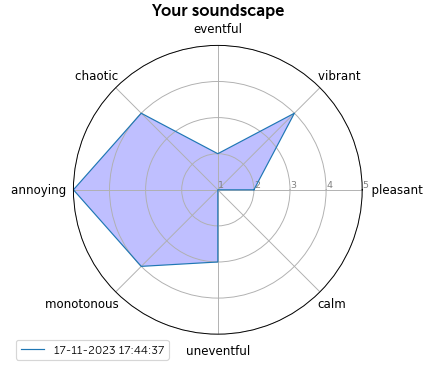 Your soundscape
eventful
chaotic
vibrant
annoying
1 2 3 4 5
pleasant
monotonous
calm
uneventful
17-11-2023 17:44:37